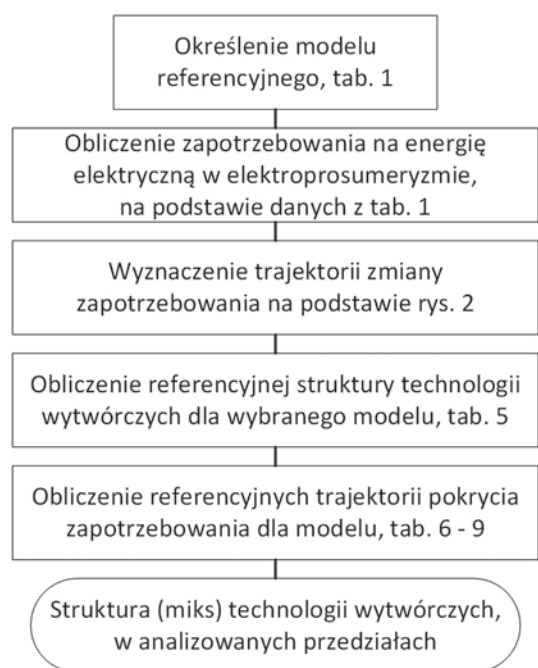 Określenie modelu
referencyjnego, tab. 1
Obliczenie zapotrzebowania na energię
elektryczną w elektroprosumeryzmie,
na podstawie danych z tab. 1
Wyznaczenie trajektorii zmiany
zapotrzebowania na podstawie rys. 2
Obliczenie referencyjnej struktury technologii
wytwórczych dla wybranego modelu, tab. 5
Obliczenie referencyjnych trajektorii pokrycia
zapotrzebowania dla modelu, tab. 6 - 9
Struktura (miks) technologii wytwórczych,
w analizowanych przedziałach